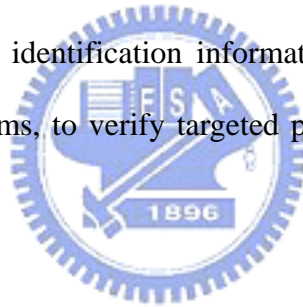 identification informat
E S A
ms, to verify targeted p
1896